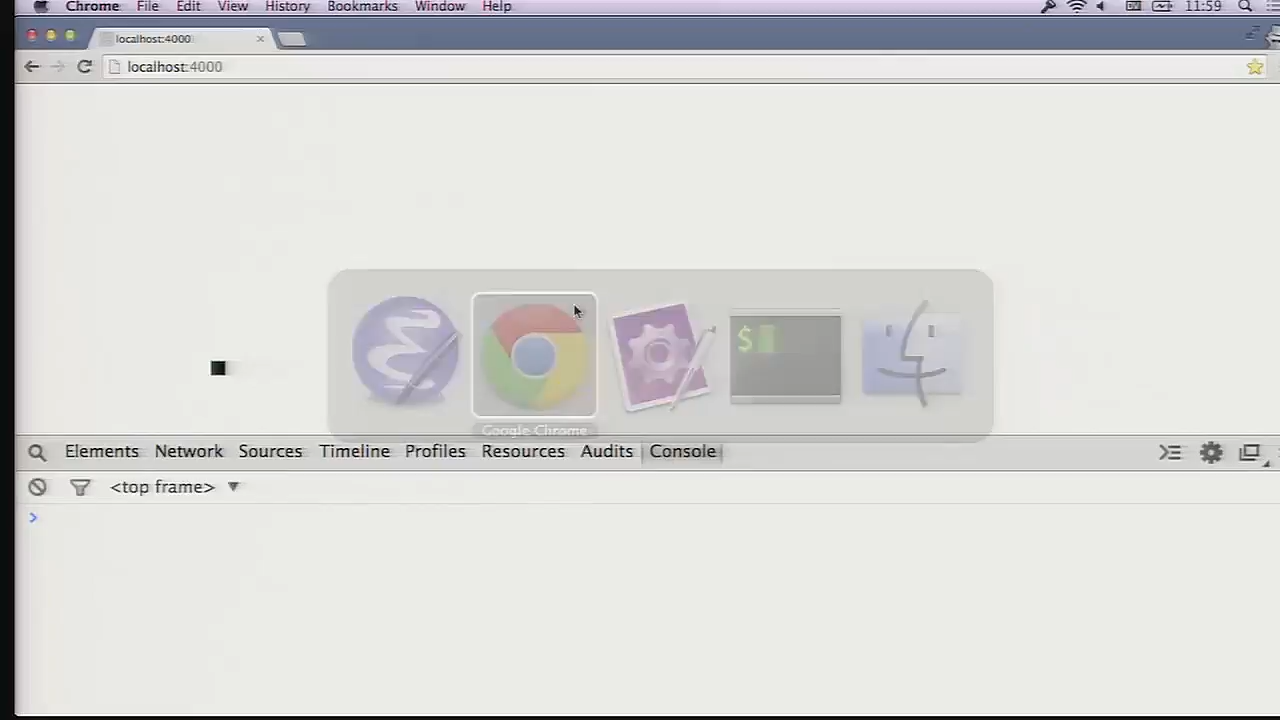 Chrome File Edit View History Bookmarks Window Help 11:59
localhost:4000
localhost:4000
$
Google Chrome
Elements Network Sources Timeline Profiles Resources Audits Console
<top frame>